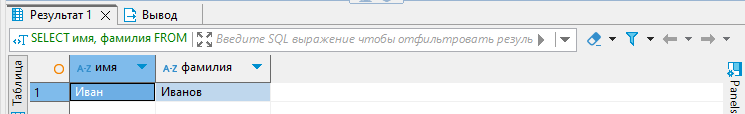 Результат 1 Вывод
SELECT имя, фамилия FROM Введите SQL выражение чтобы отфильтровать резуль
A-Z имя A-Z фамилия
1 Иван Иванов
Таблица
Panels